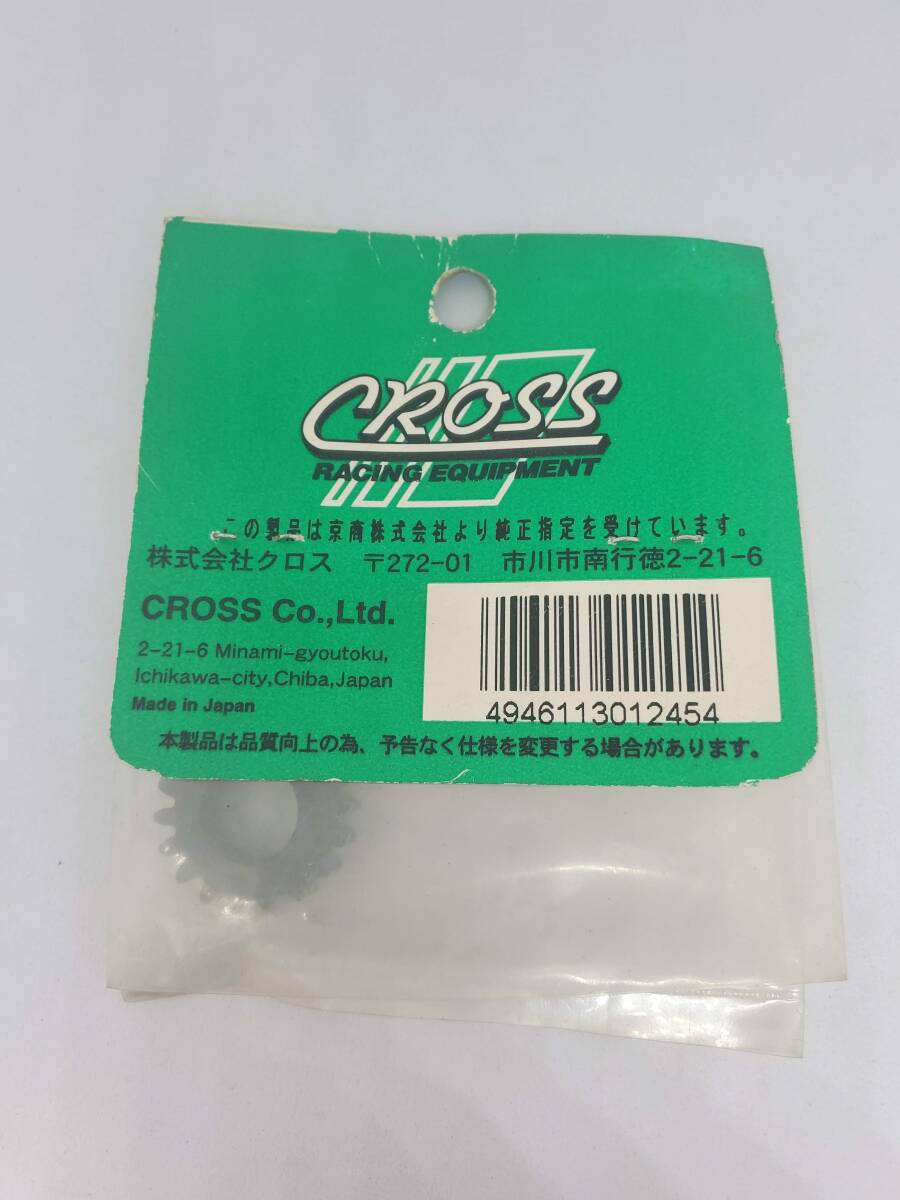 CROSS
RACING EQUIPMENT
この製品は京商株式会社より純正指定を受けています。
株式会社クロス 〒272-01 市川市南行徳2-21-6
CROSS Co.,Ltd.
2-21-6 Minami-gyoutoku,
Ichikawa-city,Chiba,Japan
Made in Japan
4946113012454
本製品は品質向上の為、予告なく仕様を変更する場合があります。